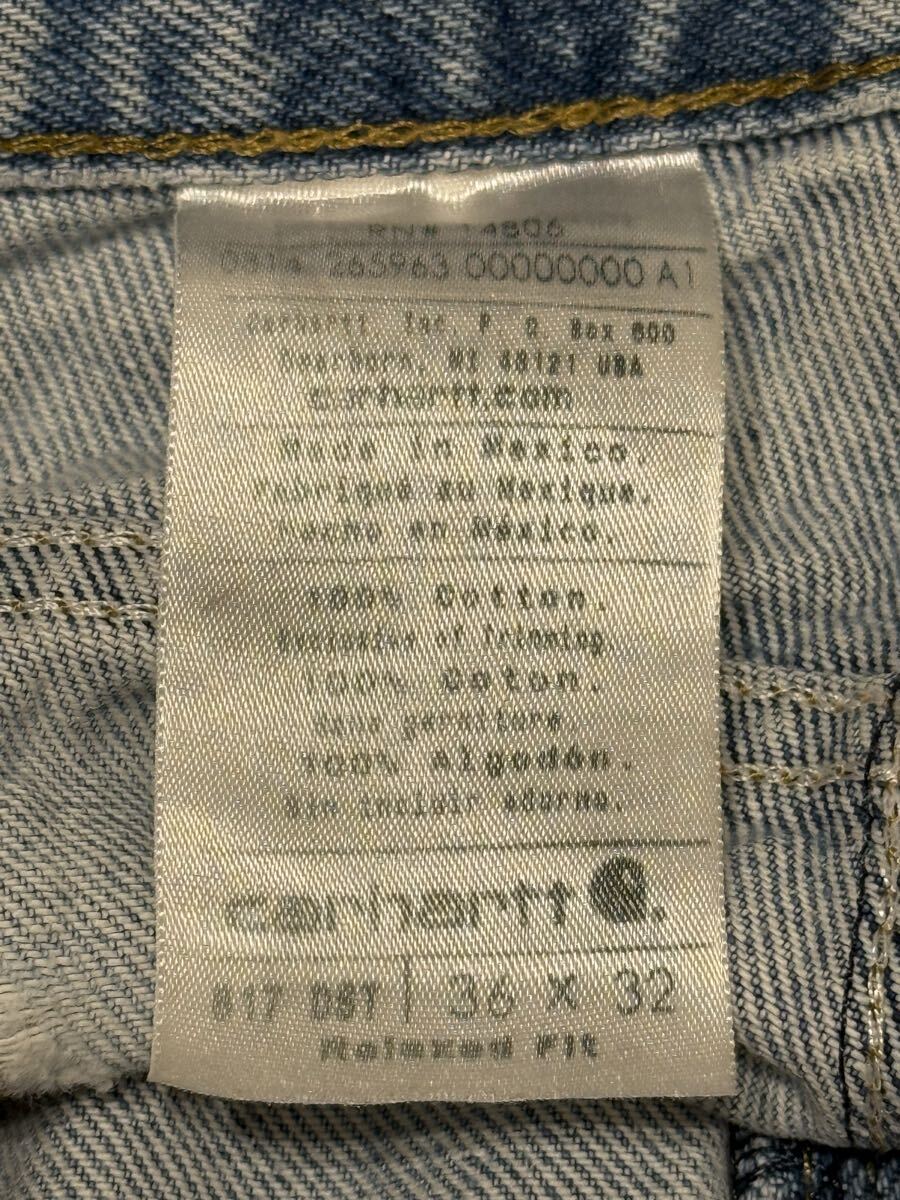 RN# 14806
0314 265963 00000000 A1
Carhartt, Inc. P. O. Box 600
Dearborn, MI 48121 USA
carhartt.com
Made in Mexico.
Fabriqué au Mexique.
Hecho en México.
100% Cotton.
Exclusive of Trimming.
100% Coton.
Sans garniture.
100% Algodón.
Sin incluir adorno.
carhartt
817 DST 36 X 32
Relaxed Fit